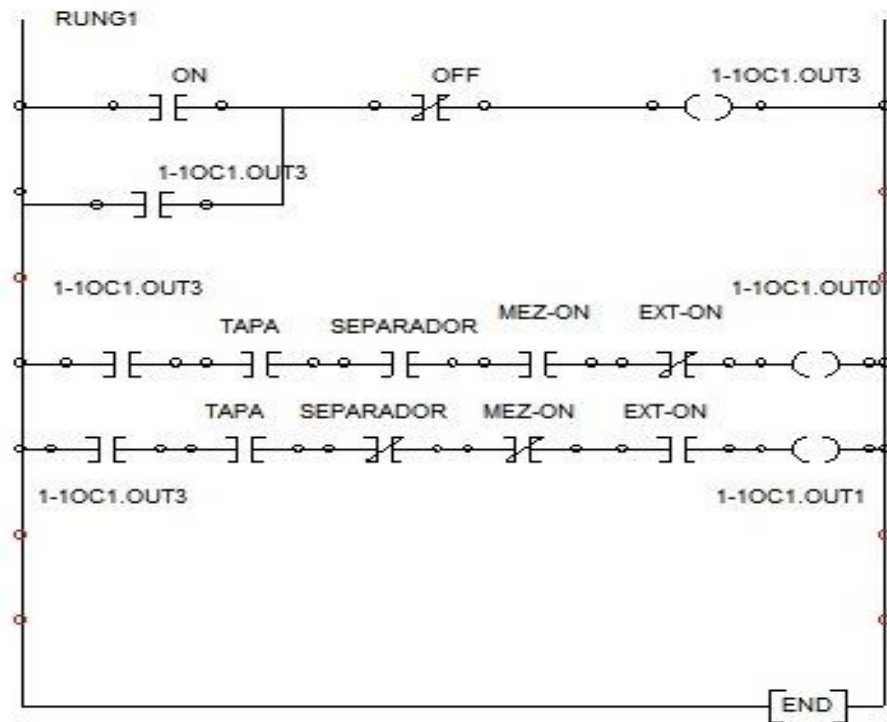 RUNG1
ON OFF 1-1OC1.OUT3
1-1OC1.OUT3
1-1OC1.OUT3 1-1OC1.OUT0
TAPA SEPARADOR MEZ-ON EXT-ON
TAPA SEPARADOR MEZ-ON EXT-ON
1-1OC1.OUT3 1-1OC1.OUT1
END